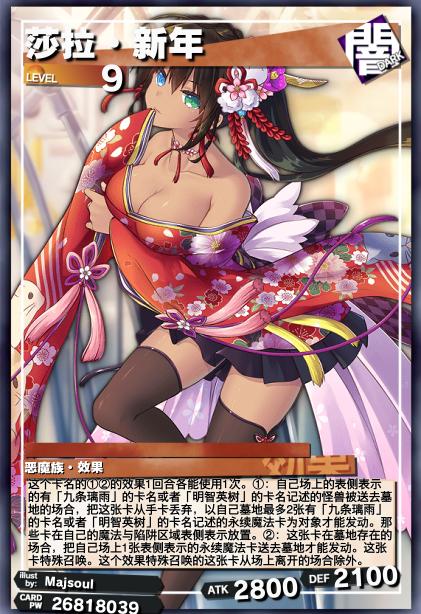 莎拉・新年
闇
DARK
LEVEL 9
恶魔族・效果
这个卡名的①②的效果1回合各能使用1次。①：自己场上的表侧表示
的有「九条璃雨」的卡名或者「明智英树」的卡名记述的怪兽被送去墓
地的场合，把这张卡从手卡丢弃，以自己墓地最多2张有「九条璃雨」
的卡名或者「明智英树」的卡名记述的永续魔法卡为对象才能发动。那
些卡在自己的魔法与陷阱区域表侧表示放置。②：这张卡在墓地存在的
场合，把自己场上1张表侧表示的永续魔法卡送去墓地才能发动。这张
卡特殊召唤。这个效果特殊召唤的这张卡从场上离开的场合除外。
illust by: Majsoul
ATK 2800 DEF 2100
CARD PW 26818039